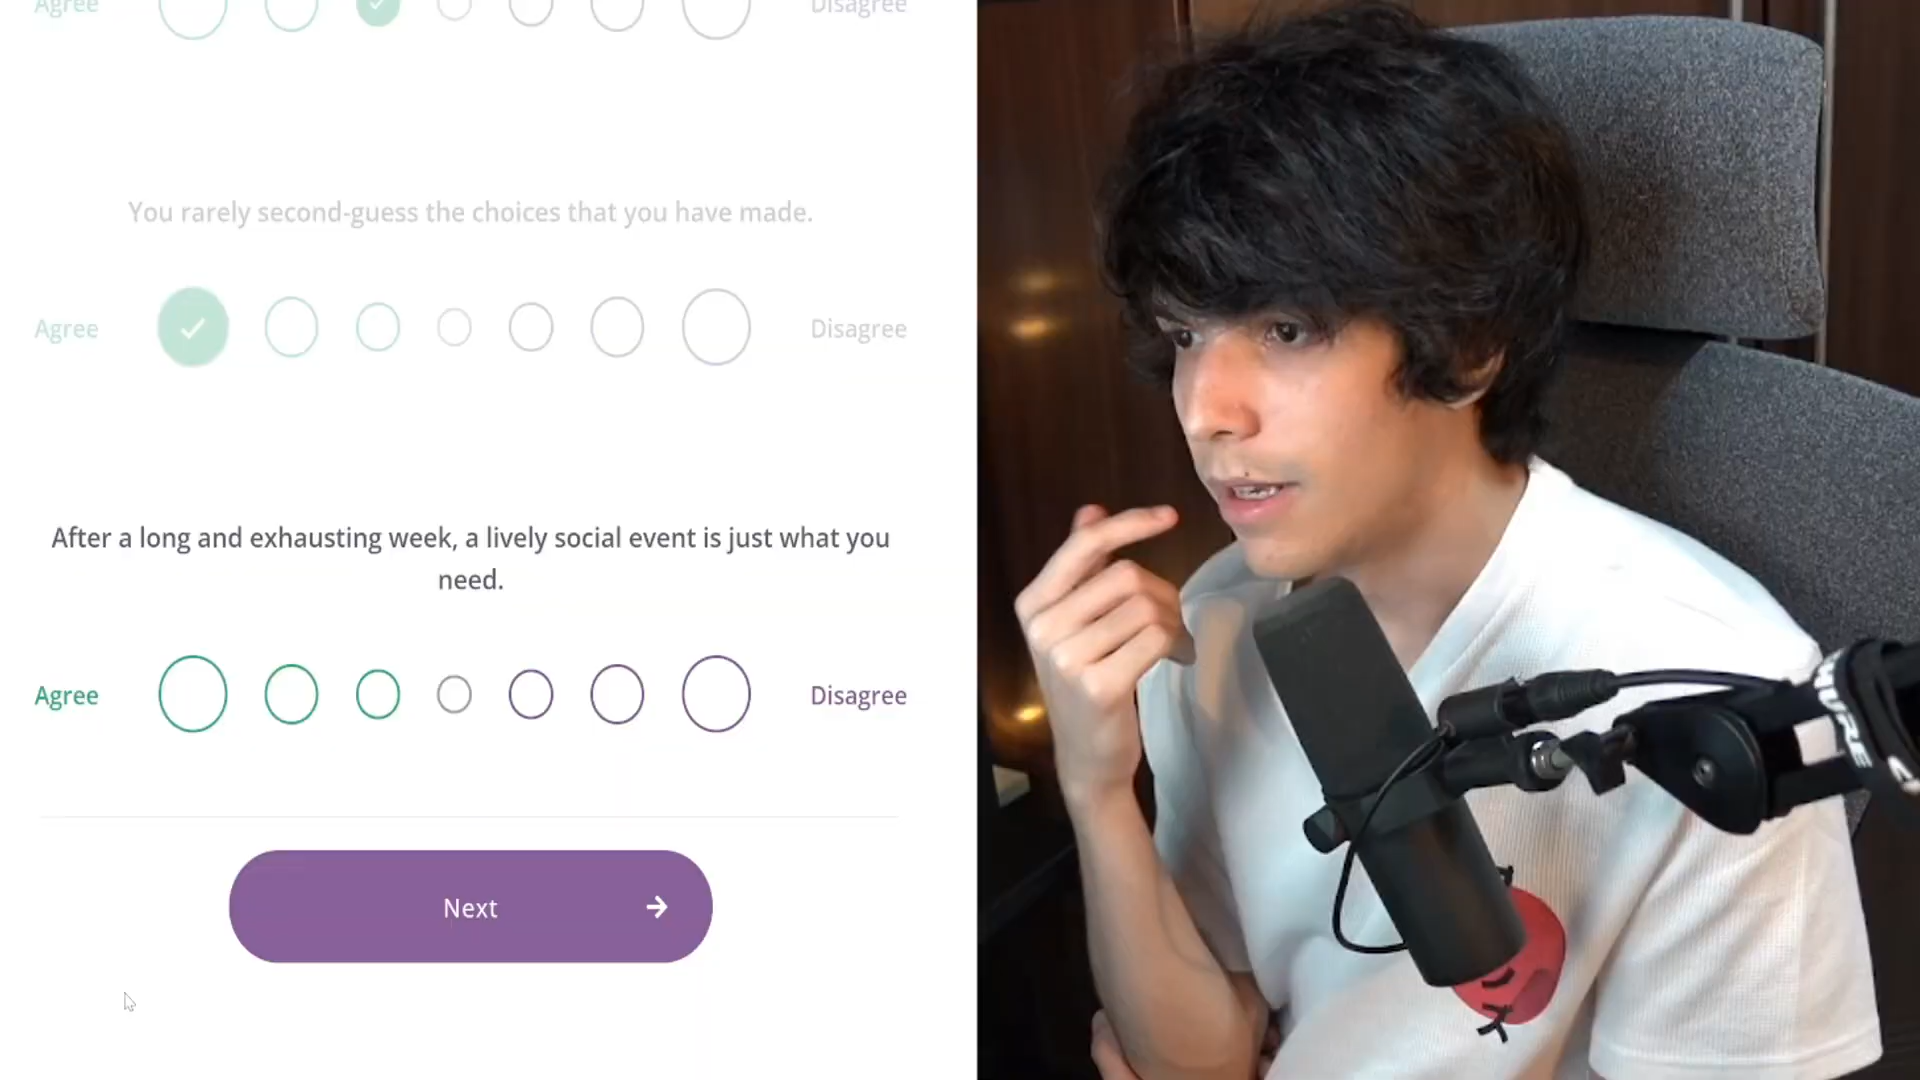 Agree Disagree
You rarely second-guess the choices that you have made.
Agree Disagree
After a long and exhausting week, a lively social event is just what you
need.
Agree Disagree
Next